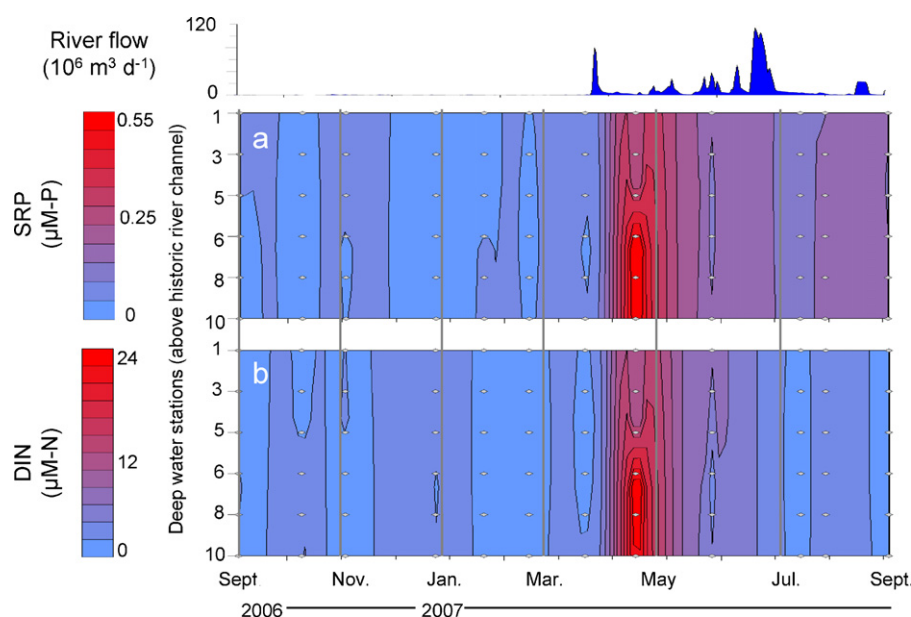 River flow
(10⁶ m³ d⁻¹)
120
0
SRP
(µM-P)
0.55
0.25
0
DIN
(µM-N)
24
12
0
Deep water stations (above historic river channel)
a
1
3
5
6
8
10
b
1
3
5
6
8
10
Sept. Nov. Jan. Mar. May Jul. Sept.
2006 2007